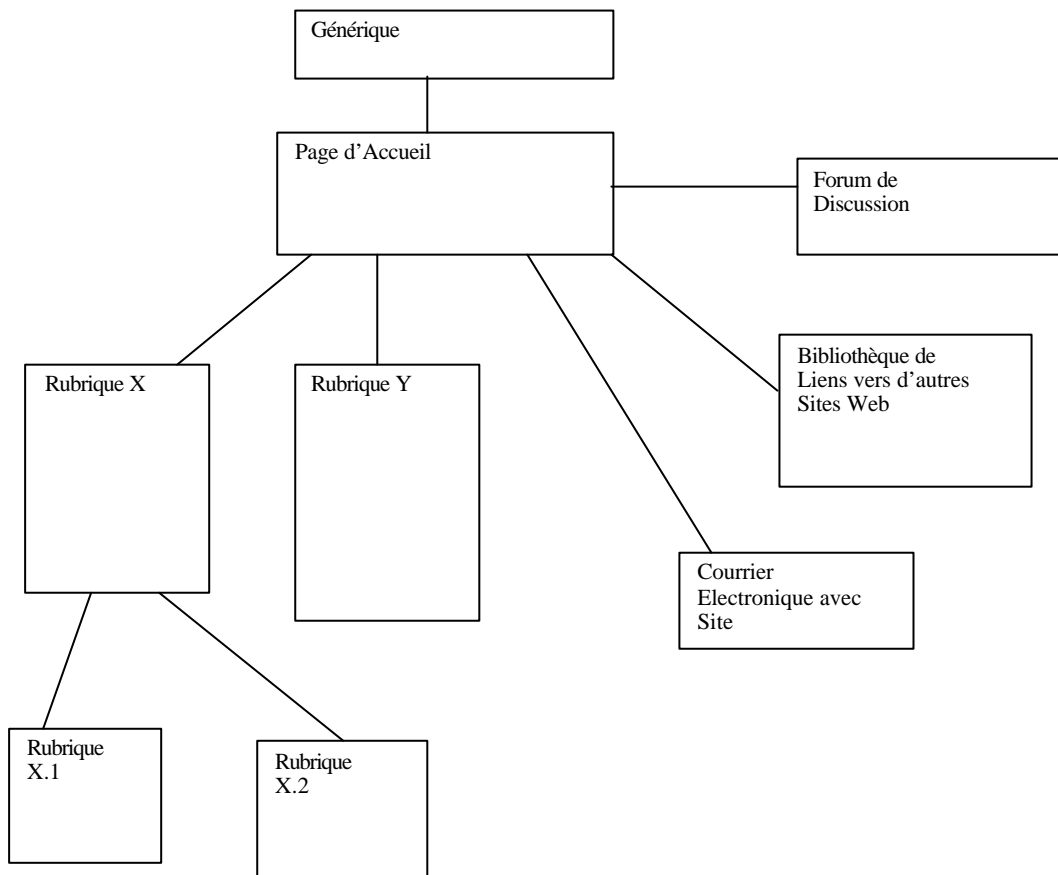 Générique
Page d'Accueil
Forum de
Discussion
Bibliothèque de
Liens vers d'autres
Sites Web
Rubrique X
Rubrique Y
Courrier
Electronique avec
Site
Rubrique
X.1
Rubrique
X.2